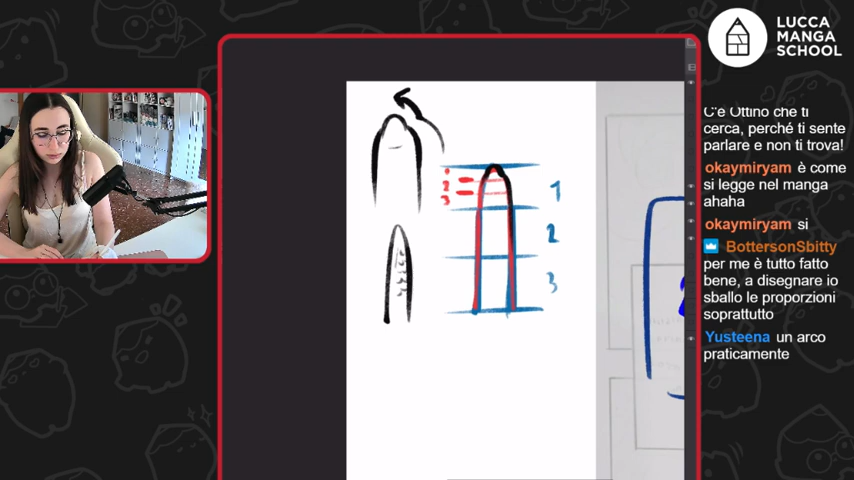 LUCCA
MANGA
SCHOOL
C'è Ottino che ti
cerca, perché ti sente
parlare e non ti trova!
okaymiryam è come
si legge nel manga
ahaha
okaymiryam si
BottersonSbitty
per me è tutto fatto
bene, a disegnare io
sballo le proporzioni
soprattutto
Yusteena un arco
praticamente
1
2
3
1
2
3